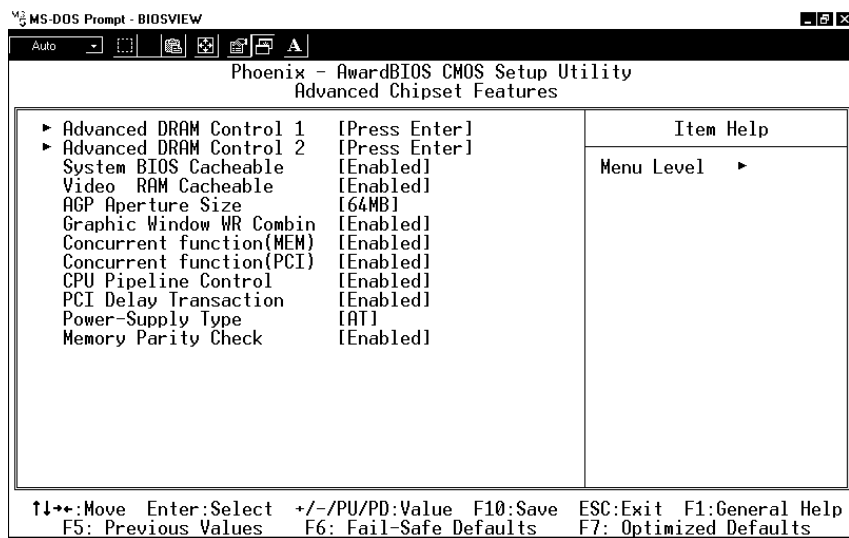 MS-DOS Prompt - BIOSVIEW
Auto
A
Phoenix - AwardBIOS CMOS Setup Utility
Advanced Chipset Features
► Advanced DRAM Control 1 [Press Enter]
► Advanced DRAM Control 2 [Press Enter]
System BIOS Cacheable [Enabled]
Video RAM Cacheable [Enabled]
AGP Aperture Size [64MB]
Graphic Window WR Combin [Enabled]
Concurrent function(MEM) [Enabled]
Concurrent function(PCI) [Enabled]
CPU Pipeline Control [Enabled]
PCI Delay Transaction [Enabled]
Power-Supply Type [AT]
Memory Parity Check [Enabled]
Item Help
Menu Level ►
↑↓→←:Move Enter:Select +/-/PU/PD:Value F10:Save ESC:Exit F1:General Help
F5: Previous Values F6: Fail-Safe Defaults F7: Optimized Defaults